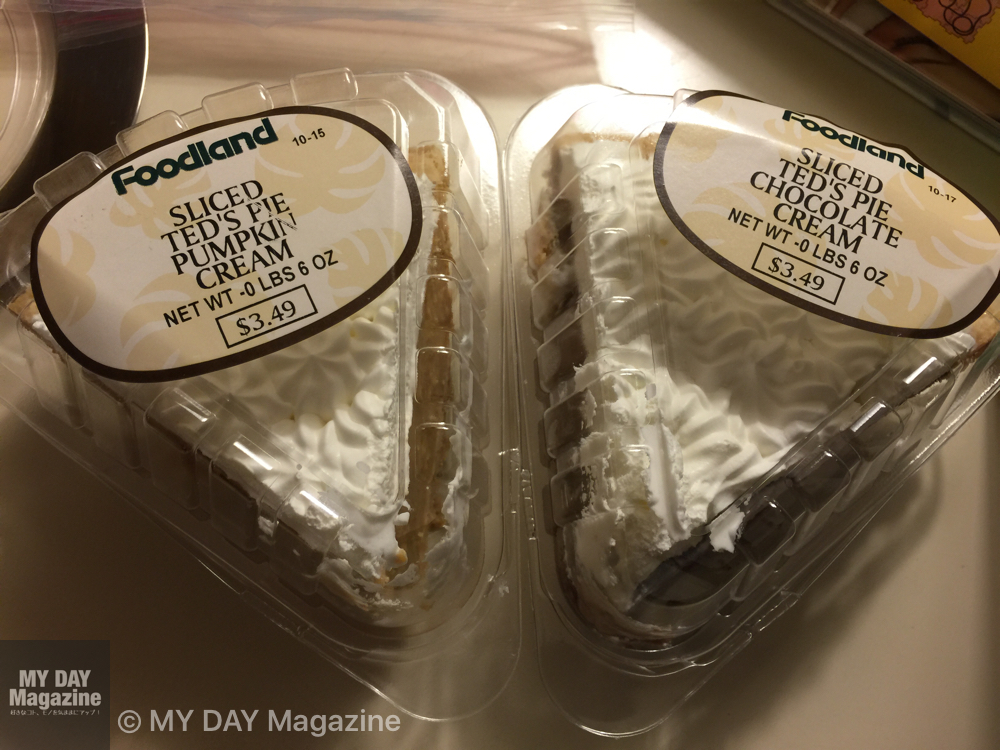 Foodland 10-15
SLICED
TED'S PIE
PUMPKIN
CREAM
NET WT -0 LBS 6 OZ
$3.49
Foodland
10-17
SLICED
TED'S PIE
CHOCOLATE
CREAM
NET WT -0 LBS 6 OZ
$3.49
MY DAY
Magazine
© MY DAY Magazine